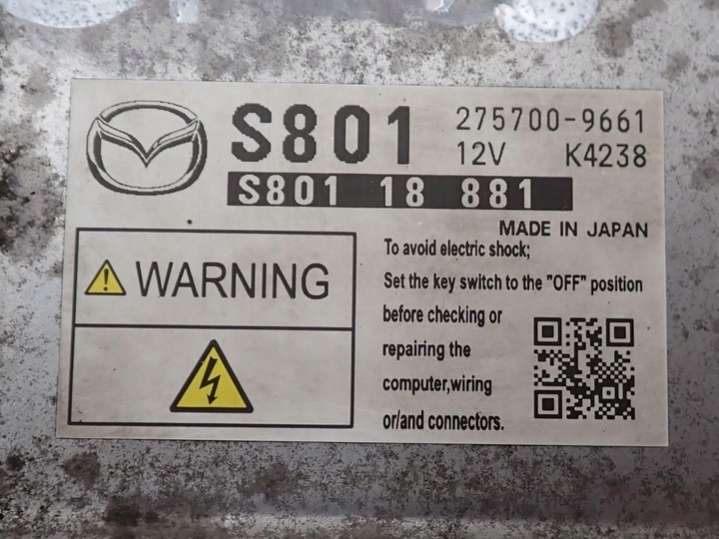 S801
275700-9661
12V K4238
S801 18 881
MADE IN JAPAN
WARNING
To avoid electric shock;
Set the key switch to the "OFF" position
before checking or
repairing the
computer,wiring
or/and connectors.